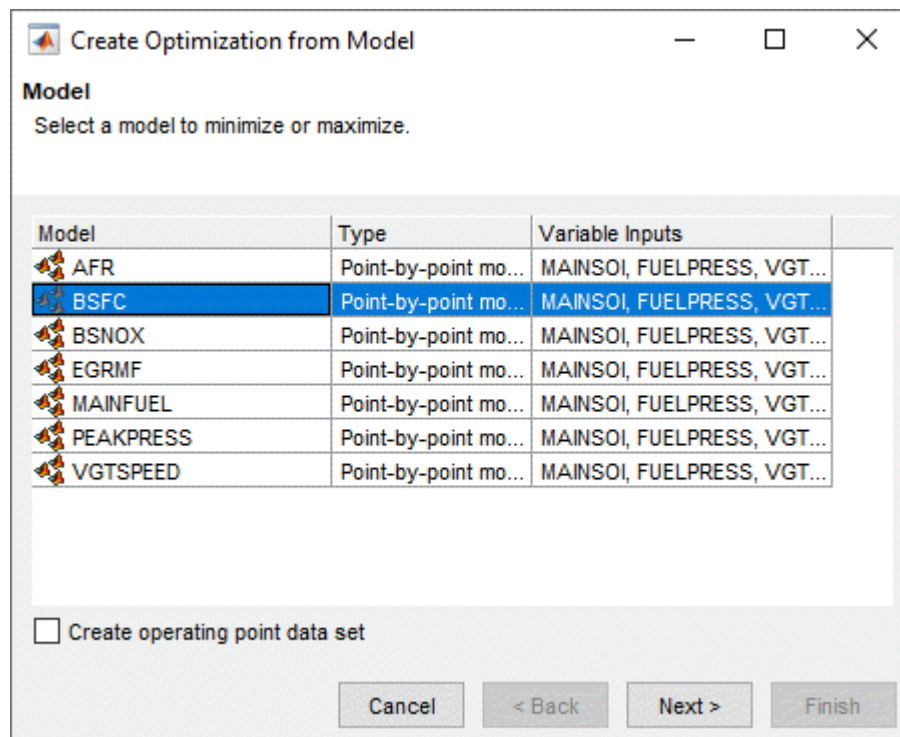 Create Optimization from Model
Model
Select a model to minimize or maximize.
Model Type Variable Inputs
AFR Point-by-point mo... MAINSOI, FUELPRESS, VGT...
BSFC Point-by-point mo... MAINSOI, FUELPRESS, VGT...
BSNOX Point-by-point mo... MAINSOI, FUELPRESS, VGT...
EGRMF Point-by-point mo... MAINSOI, FUELPRESS, VGT...
MAINFUEL Point-by-point mo... MAINSOI, FUELPRESS, VGT...
PEAKPRESS Point-by-point mo... MAINSOI, FUELPRESS, VGT...
VGTSPEED Point-by-point mo... MAINSOI, FUELPRESS, VGT...
Create operating point data set
Cancel < Back Next > Finish